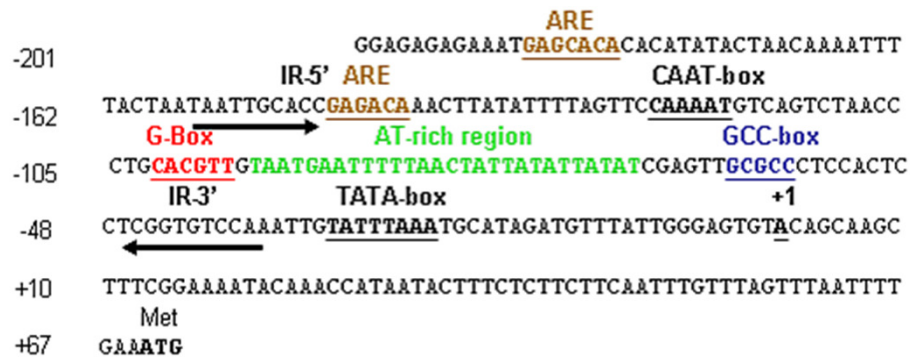 ARE
-201 GGAGAGAGAAATGAGCACACACATATACTAACAAAATTT
IR-5’ ARE CAAT-box
-162 TACTAATAATTGCACCGAGACAAACTTATATTTTAGTTCCAAAATGTCAGTCTAACC
G-Box AT-rich region GCC-box
-105 CTGCACGTTGTAATGAATTTTTAACTATTATATTATATCGAGTTGCGCCCTCCACTC
IR-3’ TATA-box +1
-48 CTCGGTGTCCAAATTGTATTTAAATGCATAGATGTTTATTGGGAGTGTACAGCAAGC
+10 TTTCGGAAAATACAAACCATAATACTTTCTCTTCTTCAATTTGTTTAGTTTAATTTT
Met
+67 GAAATG